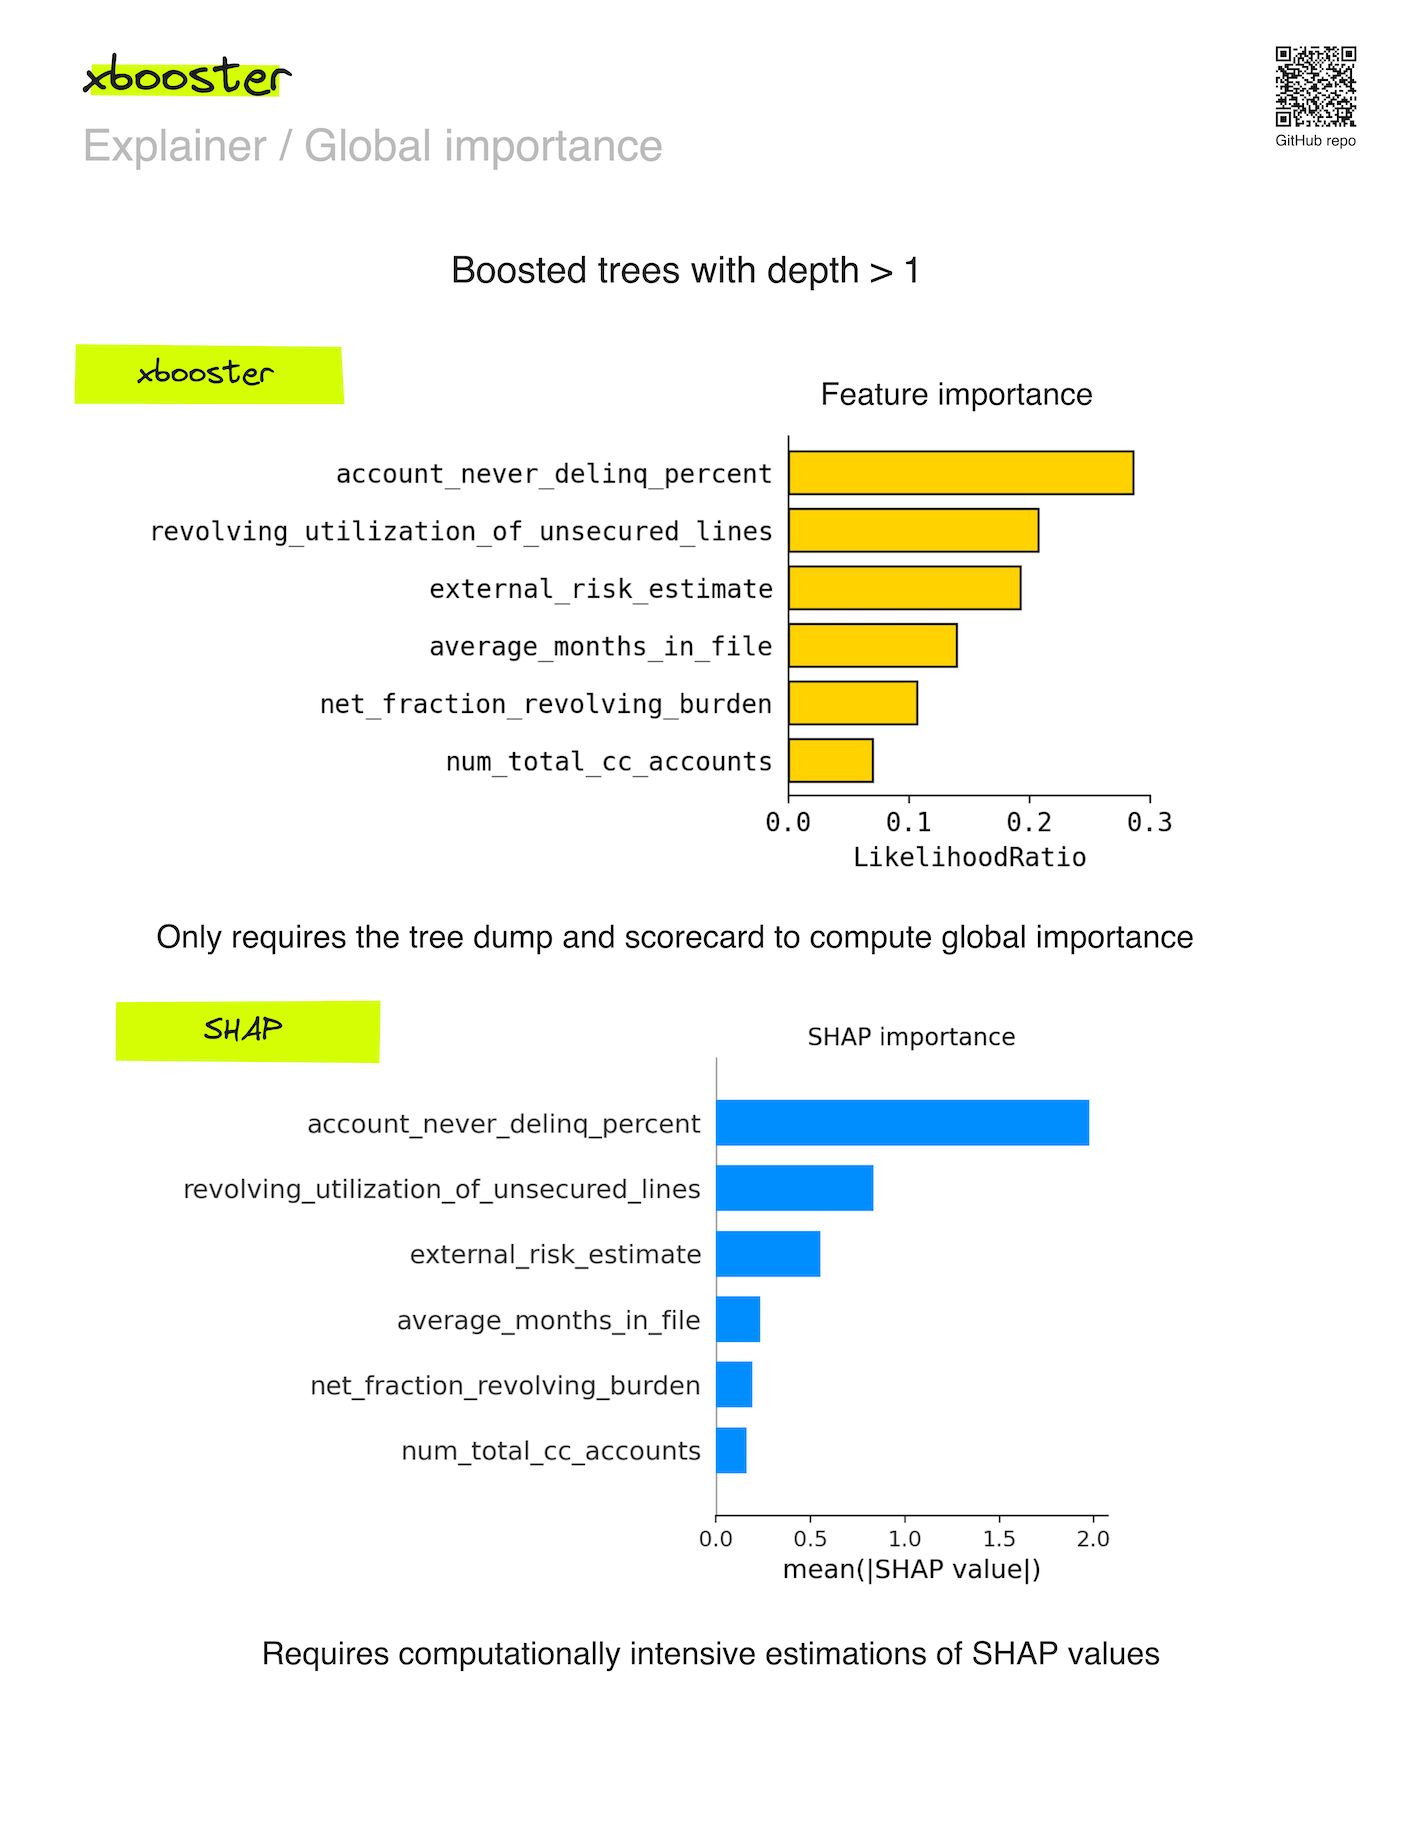 xbooster
GitHub repo
Explainer / Global importance
Boosted trees with depth > 1
xbooster
Feature importance
account_never_delinq_percent
revolving_utilization_of_unsecured_lines
external_risk_estimate
average_months_in_file
net_fraction_revolving_burden
num_total_cc_accounts
0.0 0.1 0.2 0.3
LikelihoodRatio
Only requires the tree dump and scorecard to compute global importance
SHAP
SHAP importance
account_never_delinq_percent
revolving_utilization_of_unsecured_lines
external_risk_estimate
average_months_in_file
net_fraction_revolving_burden
num_total_cc_accounts
0.0 0.5 1.0 1.5 2.0
mean(|SHAP value|)
Requires computationally intensive estimations of SHAP values